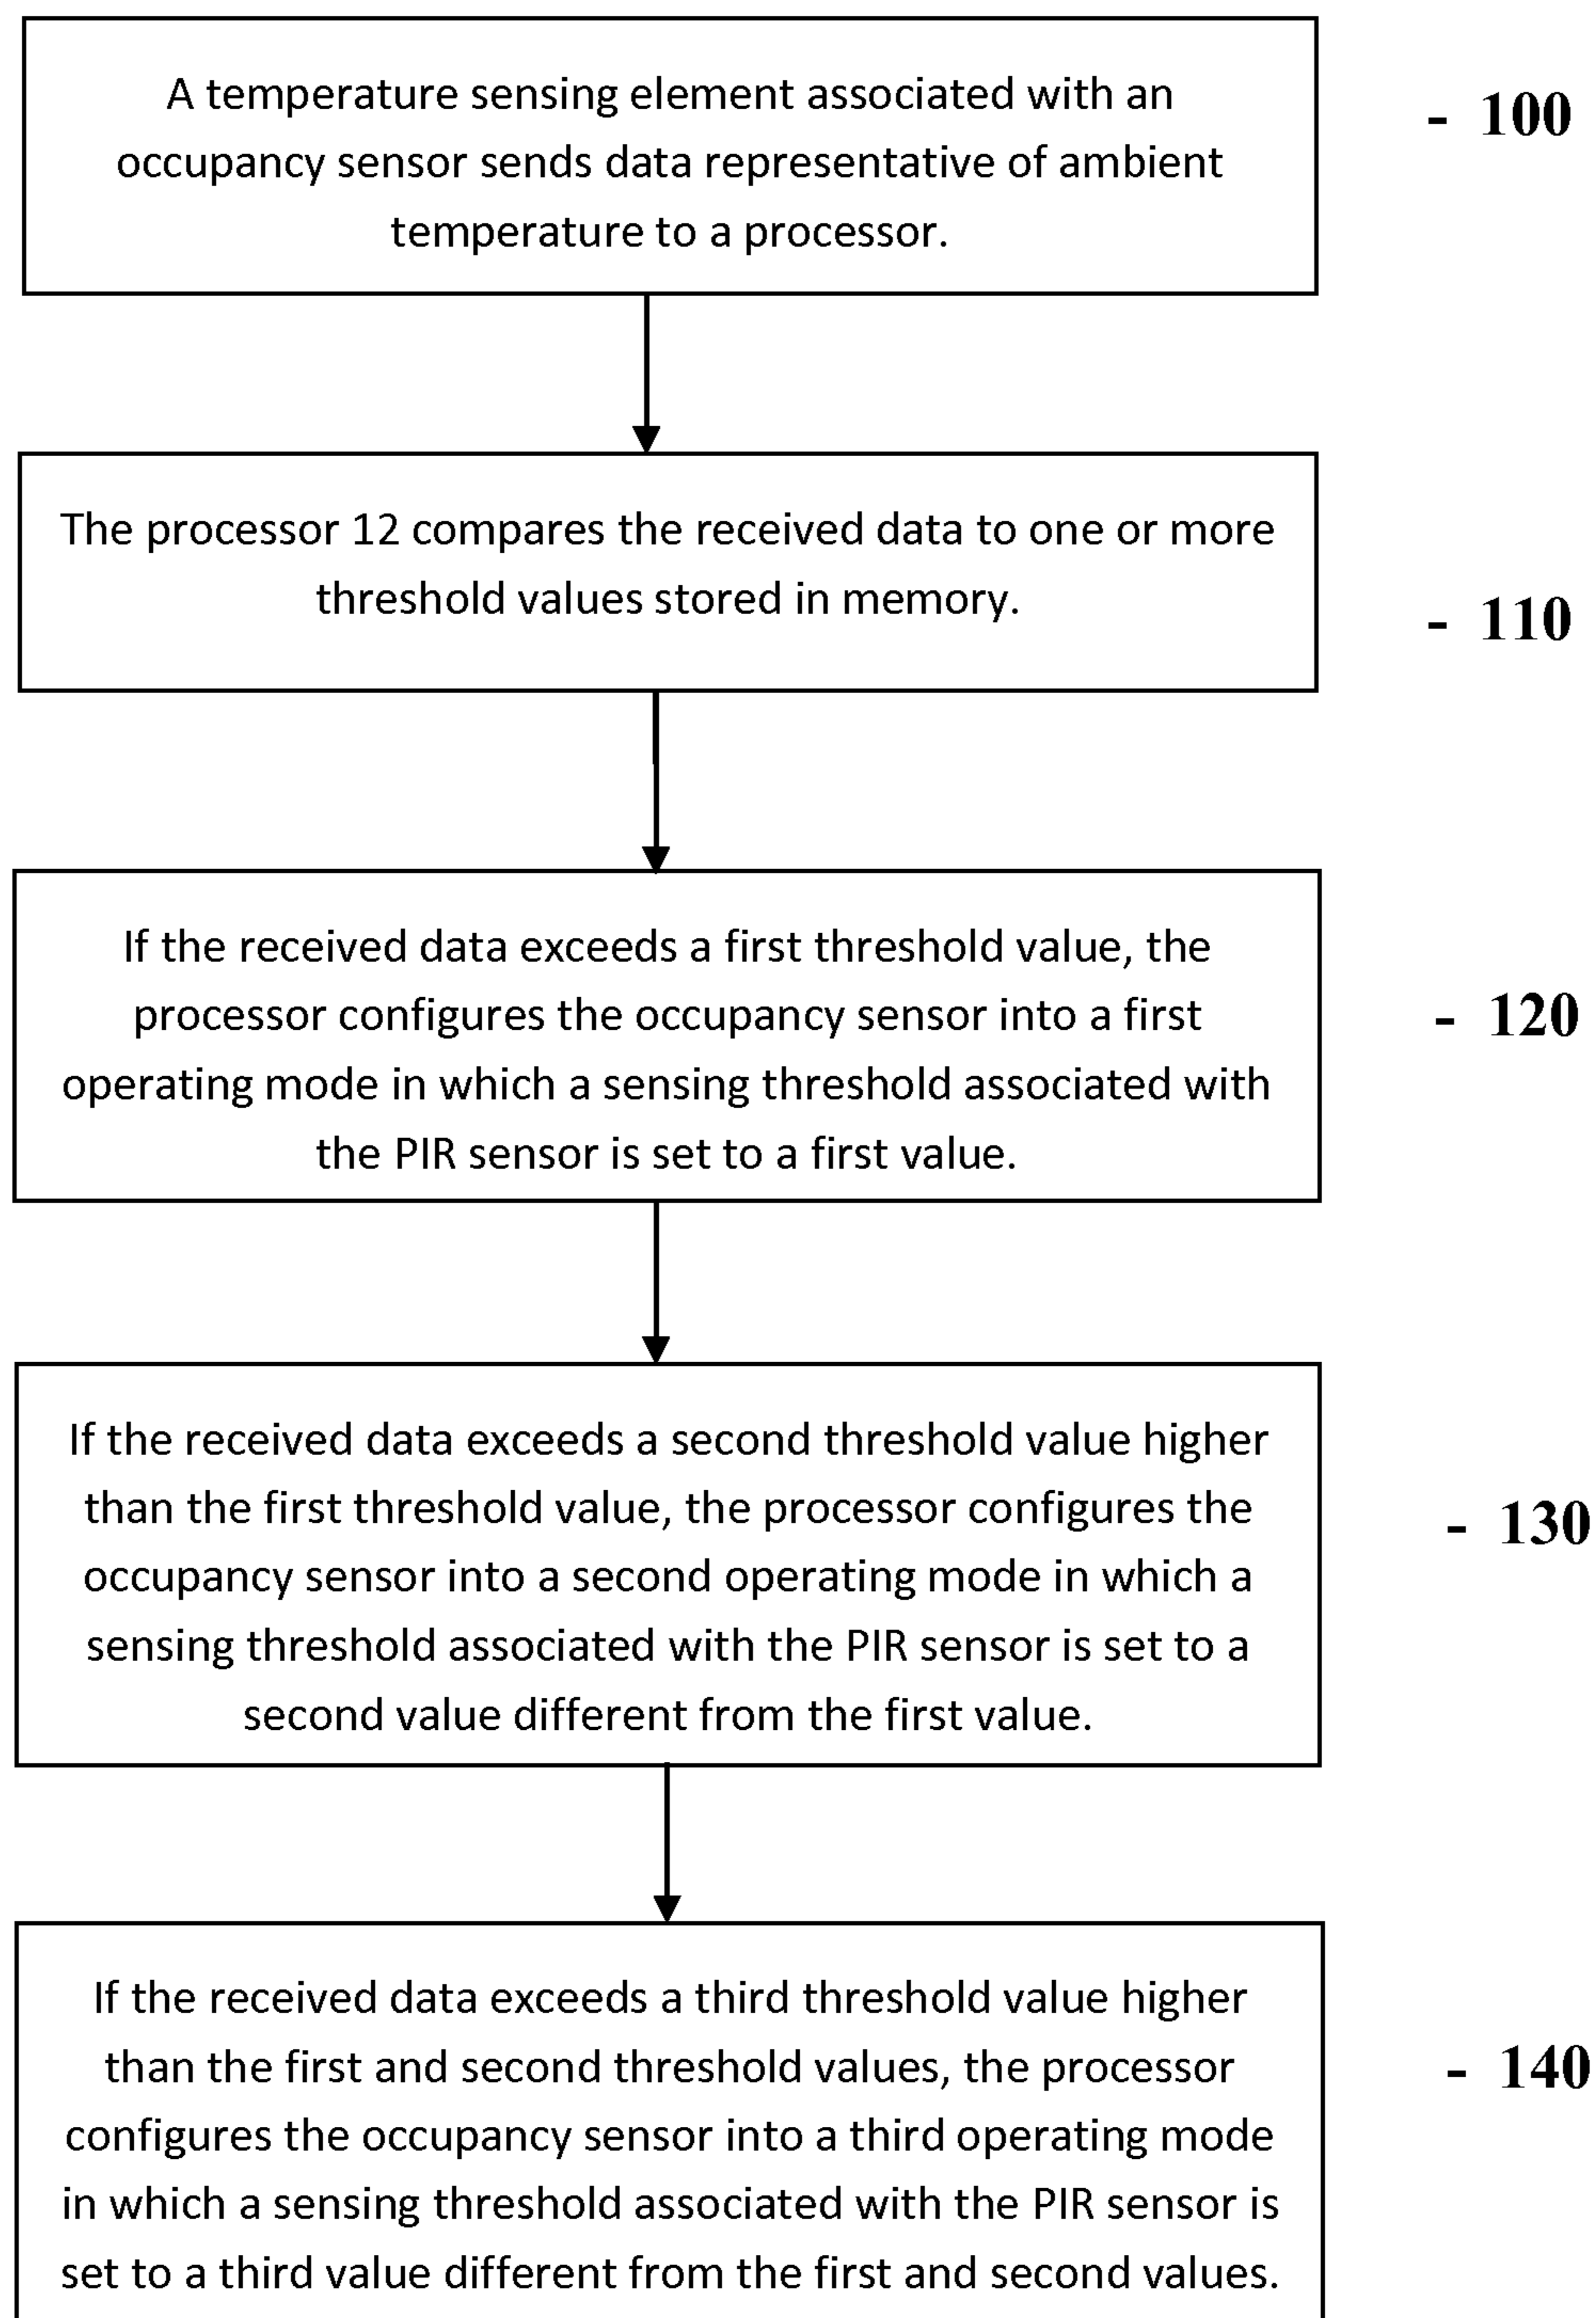 A temperature sensing element associated with an
occupancy sensor sends data representative of ambient
temperature to a processor.
- 100
The processor 12 compares the received data to one or more
threshold values stored in memory.
- 110
If the received data exceeds a first threshold value, the
processor configures the occupancy sensor into a first
operating mode in which a sensing threshold associated with
the PIR sensor is set to a first value.
- 120
If the received data exceeds a second threshold value higher
than the first threshold value, the processor configures the
occupancy sensor into a second operating mode in which a
sensing threshold associated with the PIR sensor is set to a
second value different from the first value.
- 130
If the received data exceeds a third threshold value higher
than the first and second threshold values, the processor
configures the occupancy sensor into a third operating mode
in which a sensing threshold associated with the PIR sensor is
set to a third value different from the first and second values.
- 140